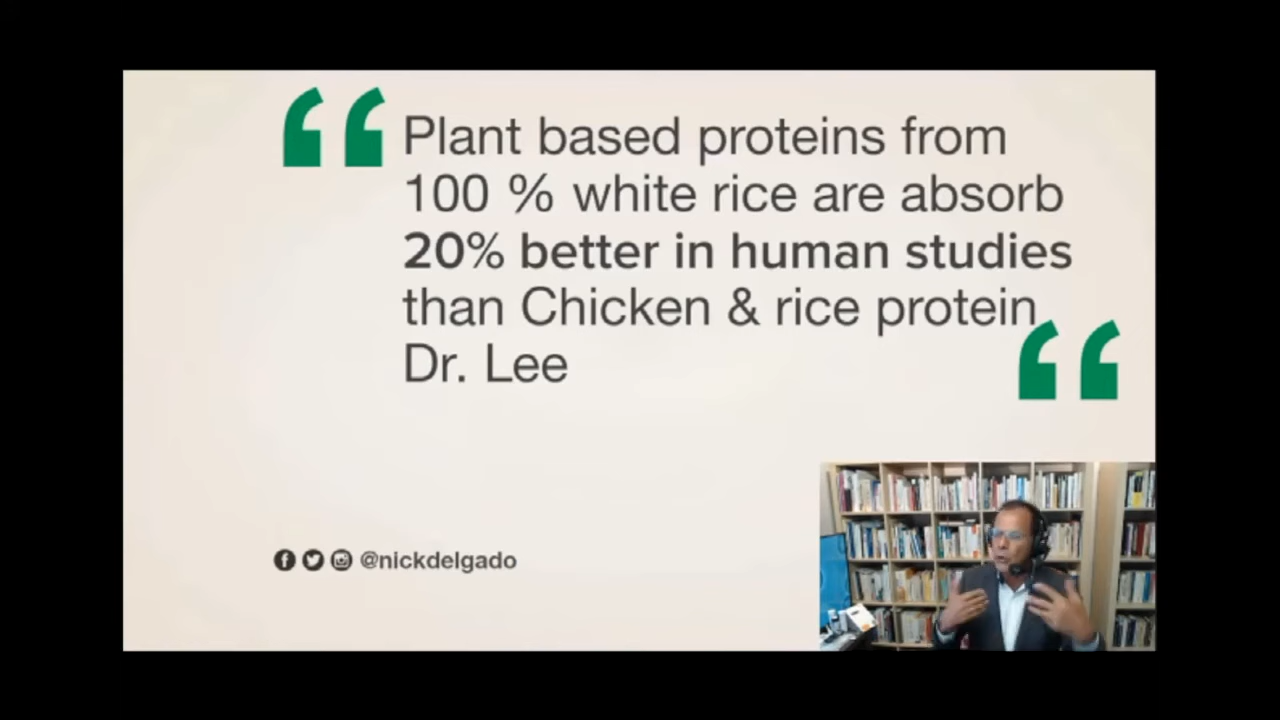 Plant based proteins from
100 % white rice are absorb
20% better in human studies
than Chicken & rice protein
Dr. Lee
@nickdelgado